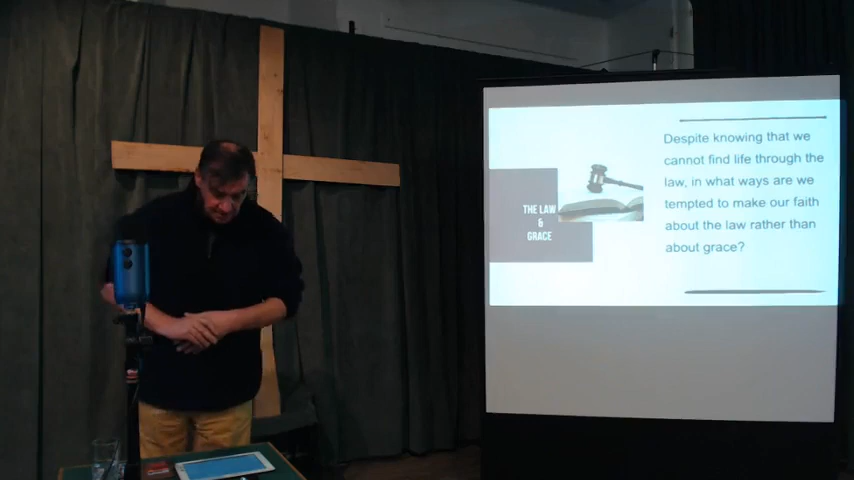 THE LAW
&
GRACE
Despite knowing that we
cannot find life through the
law, in what ways are we
tempted to make our faith
about the law rather than
about grace?